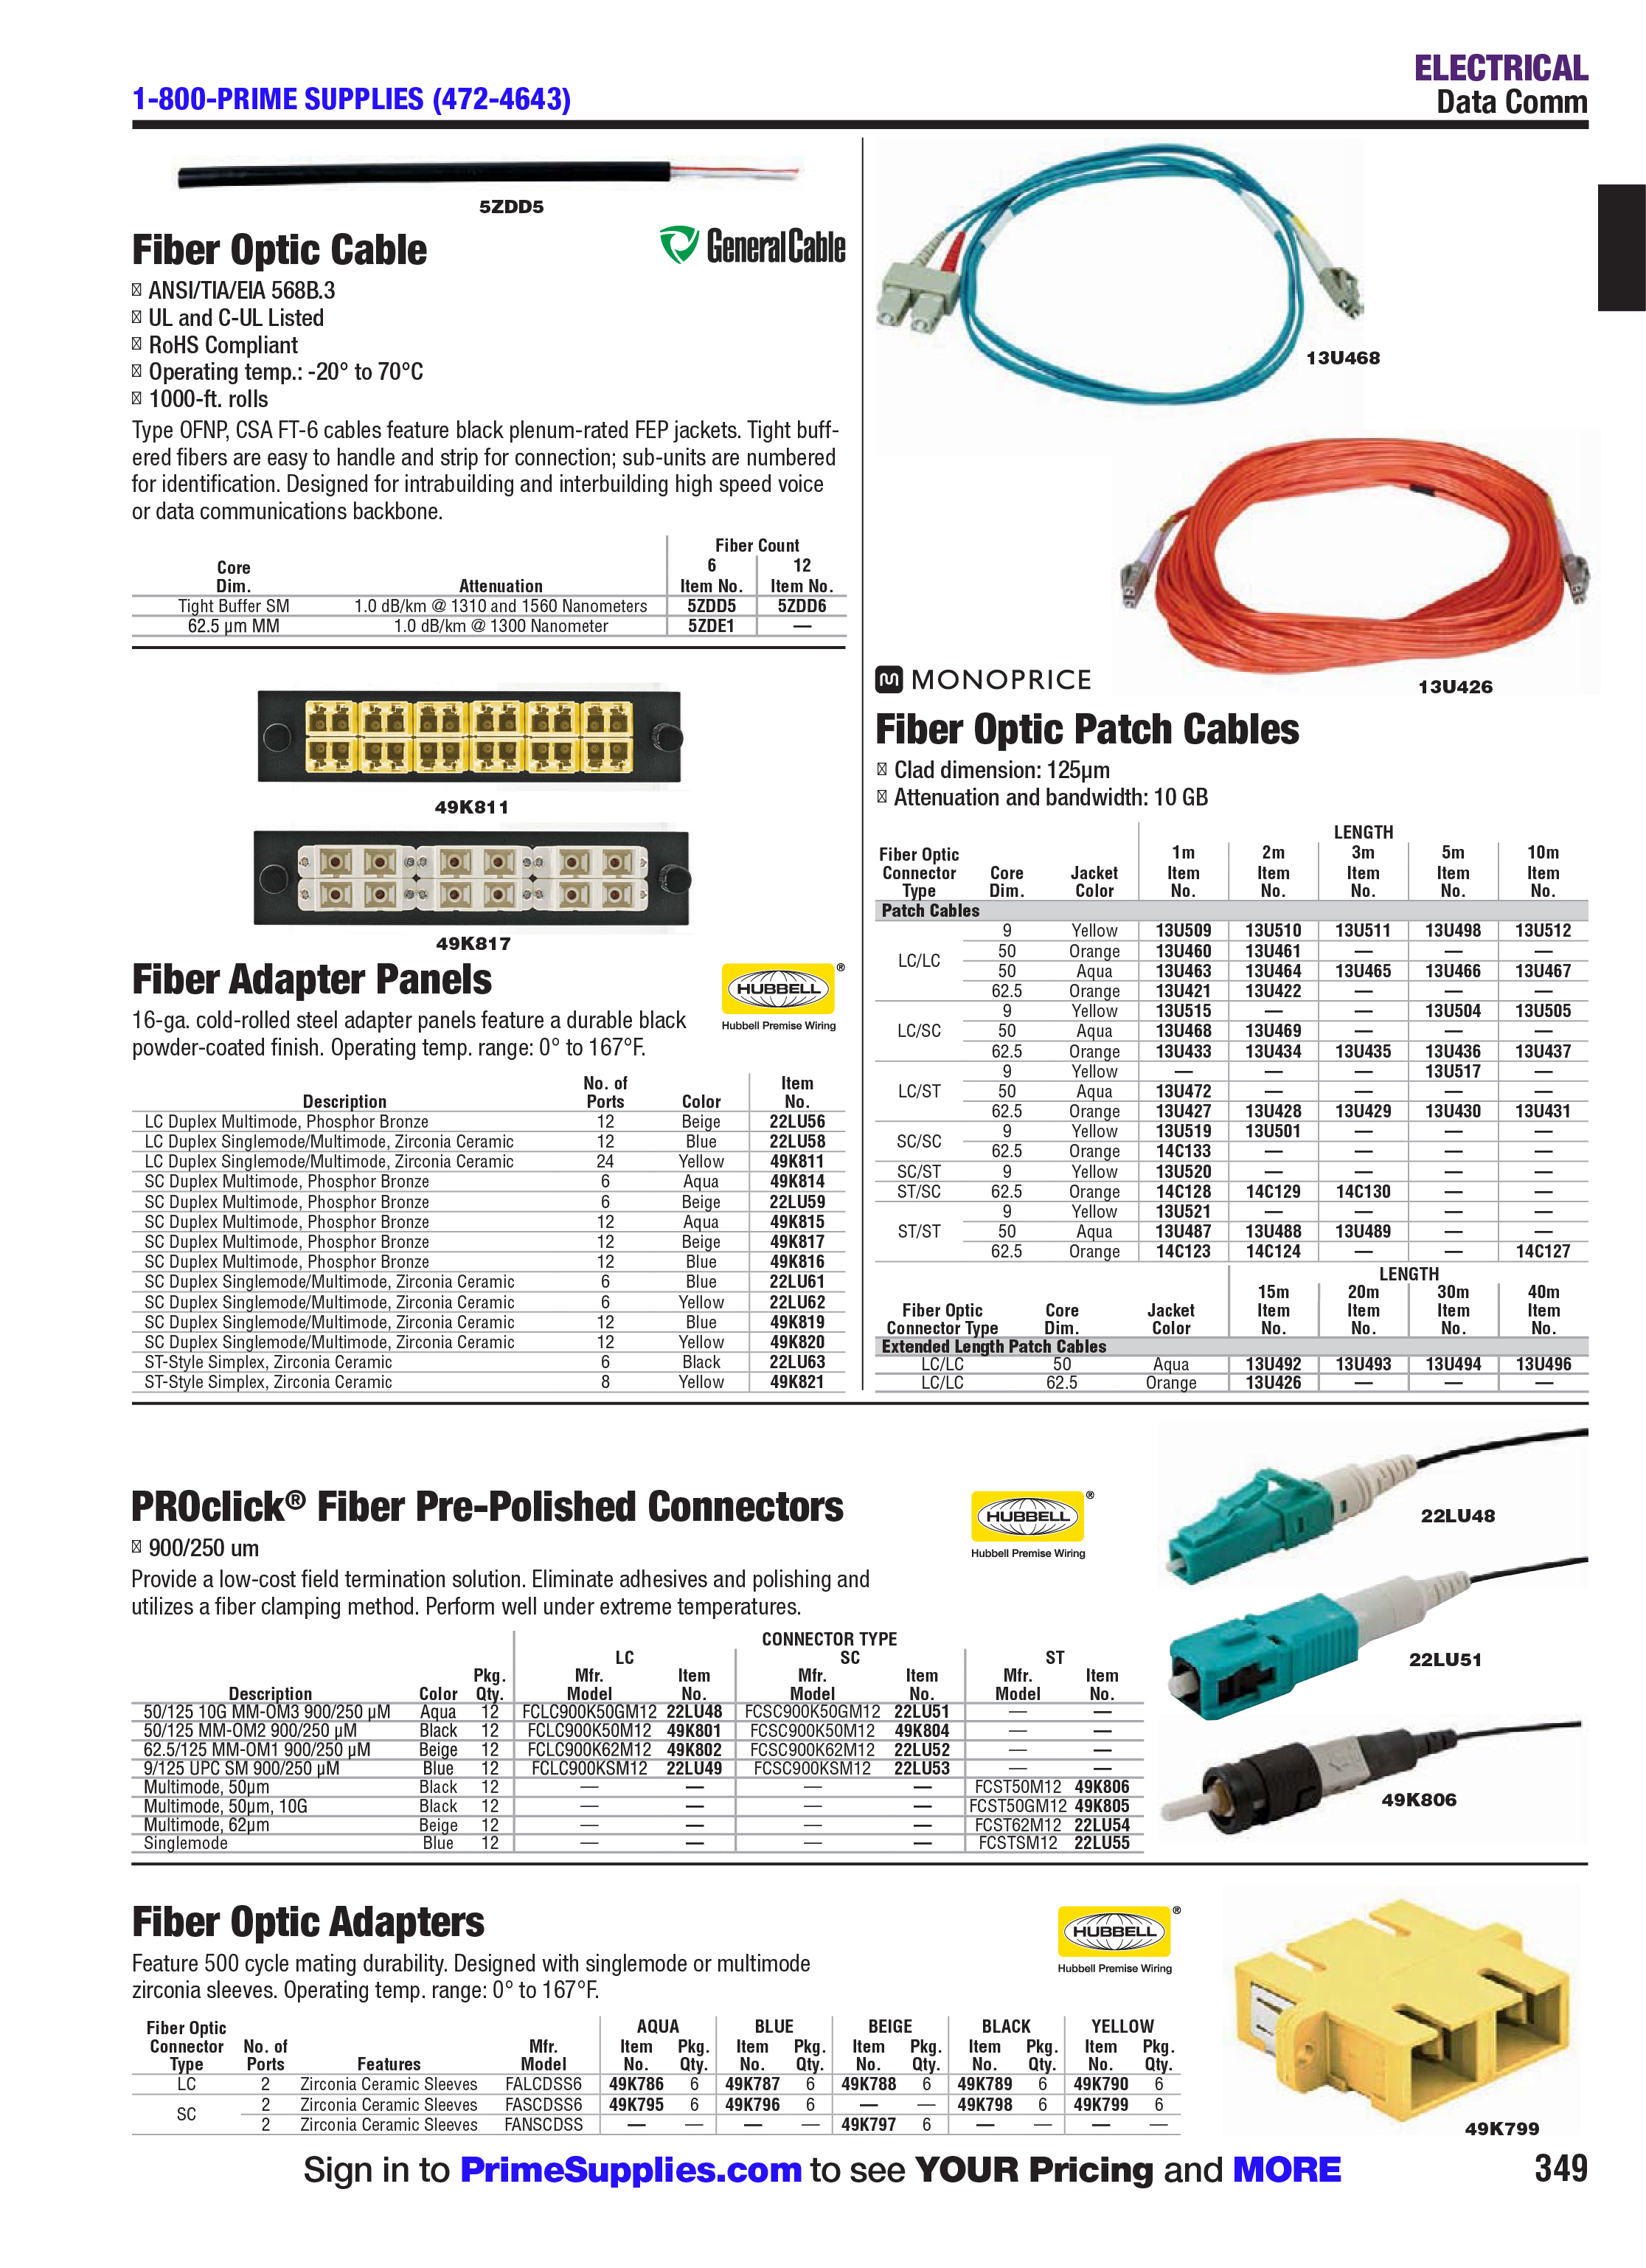 1-800-PRIME SUPPLIES (472-4643)
ELECTRICAL
Data Comm
5ZDD5
Fiber Optic Cable
General Cable
ANSI/TIA/EIA 568B.3
UL and C-UL Listed
RoHS Compliant
Operating temp.: -20° to 70°C
1000-ft. rolls
Type OFNP, CSA FT-6 cables feature black plenum-rated FEP jackets. Tight buff-
ered fibers are easy to handle and strip for connection; sub-units are numbered
for identification. Designed for intrabuilding and interbuilding high speed voice
or data communications backbone.
Fiber Count
Core 6 12
Dim. Attenuation Item No. Item No.
Tight Buffer SM 1.0 dB/km @ 1310 and 1560 Nanometers 5ZDD5 5ZDD6
62.5 µm MM 1.0 dB/km @ 1300 Nanometer 5ZDE1 —
49K811
49K817
Fiber Adapter Panels
HUBBELL ®
Hubbell Premise Wiring
16-ga. cold-rolled steel adapter panels feature a durable black
powder-coated finish. Operating temp. range: 0° to 167°F.
No. of Item
Description Ports Color No.
LC Duplex Multimode, Phosphor Bronze 12 Beige 22LU56
LC Duplex Singlemode/Multimode, Zirconia Ceramic 12 Blue 22LU58
LC Duplex Singlemode/Multimode, Zirconia Ceramic 24 Yellow 49K811
SC Duplex Multimode, Phosphor Bronze 6 Aqua 49K814
SC Duplex Multimode, Phosphor Bronze 6 Beige 22LU59
SC Duplex Multimode, Phosphor Bronze 12 Aqua 49K815
SC Duplex Multimode, Phosphor Bronze 12 Beige 49K817
SC Duplex Multimode, Phosphor Bronze 12 Blue 49K816
SC Duplex Singlemode/Multimode, Zirconia Ceramic 6 Blue 22LU61
SC Duplex Singlemode/Multimode, Zirconia Ceramic 6 Yellow 22LU62
SC Duplex Singlemode/Multimode, Zirconia Ceramic 12 Blue 49K819
SC Duplex Singlemode/Multimode, Zirconia Ceramic 12 Yellow 49K820
ST-Style Simplex, Zirconia Ceramic 6 Black 22LU63
ST-Style Simplex, Zirconia Ceramic 8 Yellow 49K821
13U468
13U426
MONOPRICE
Fiber Optic Patch Cables
Clad dimension: 125µm
Attenuation and bandwidth: 10 GB
LENGTH
Fiber Optic 1m 2m 3m 5m 10m
Connector Core Jacket Item Item Item Item Item
Type Dim. Color No. No. No. No. No.
Patch Cables
9 Yellow 13U509 13U510 13U511 13U498 13U512
LC/LC 50 Orange 13U460 13U461 — — —
50 Aqua 13U463 13U464 13U465 13U466 13U467
62.5 Orange 13U421 13U422 — — —
9 Yellow 13U515 — — 13U504 13U505
LC/SC 50 Aqua 13U468 13U469 — — —
62.5 Orange 13U433 13U434 13U435 13U436 13U437
9 Yellow — — — 13U517 —
LC/ST 50 Aqua 13U472 — — — —
62.5 Orange 13U427 13U428 13U429 13U430 13U431
SC/SC 9 Yellow 13U519 13U501 — — —
62.5 Orange 14C133 — — — —
SC/ST 9 Yellow 13U520 — — — —
ST/SC 62.5 Orange 14C128 14C129 14C130 — —
9 Yellow 13U521 — — — —
ST/ST 50 Aqua 13U487 13U488 13U489 — —
62.5 Orange 14C123 14C124 — — 14C127
LENGTH
15m 20m 30m 40m
Fiber Optic Core Jacket Item Item Item Item
Connector Type Dim. Color No. No. No. No.
Extended Length Patch Cables
LC/LC 50 Aqua 13U492 13U493 13U494 13U496
LC/LC 62.5 Orange 13U426 — — —
PROclick® Fiber Pre-Polished Connectors
HUBBELL ®
Hubbell Premise Wiring
900/250 um
Provide a low-cost field termination solution. Eliminate adhesives and polishing and
utilizes a fiber clamping method. Perform well under extreme temperatures.
CONNECTOR TYPE
LC SC ST
Pkg. Mfr. Item Mfr. Item Mfr. Item
Description Color Qty. Model No. Model No. Model No.
50/125 10G MM-OM3 900/250 µM Aqua 12 FCLC900K50GM12 22LU48 FCSC900K50GM12 22LU51 — —
50/125 MM-OM2 900/250 µM Black 12 FCLC900K50M12 49K801 FCSC900K50M12 49K804 — —
62.5/125 MM-OM1 900/250 µM Beige 12 FCLC900K62M12 49K802 FCSC900K62M12 22LU52 — —
9/125 UPC SM 900/250 µM Blue 12 FCLC900KSM12 22LU49 FCSC900KSM12 22LU53 — —
Multimode, 50µm Black 12 — — — — FCST50M12 49K806
Multimode, 50µm, 10G Black 12 — — — — FCST50GM12 49K805
Multimode, 62µm Beige 12 — — — — FCST62M12 22LU54
Singlemode Blue 12 — — — — FCSTSM12 22LU55
22LU48
22LU51
49K806
Fiber Optic Adapters
HUBBELL ®
Hubbell Premise Wiring
Feature 500 cycle mating durability. Designed with singlemode or multimode
zirconia sleeves. Operating temp. range: 0° to 167°F.
Fiber Optic AQUA BLUE BEIGE BLACK YELLOW
Connector No. of Mfr. Item Pkg. Item Pkg. Item Pkg. Item Pkg. Item Pkg.
Type Ports Features Model No. Qty. No. Qty. No. Qty. No. Qty. No. Qty.
LC 2 Zirconia Ceramic Sleeves FALCDSS6 49K786 6 49K787 6 49K788 6 49K789 6 49K790 6
SC 2 Zirconia Ceramic Sleeves FASCDSS6 49K795 6 49K796 6 — — 49K798 6 49K799 6
2 Zirconia Ceramic Sleeves FANSCDSS — — — — 49K797 6 — — — —
49K799
Sign in to PrimeSupplies.com to see YOUR Pricing and MORE
349